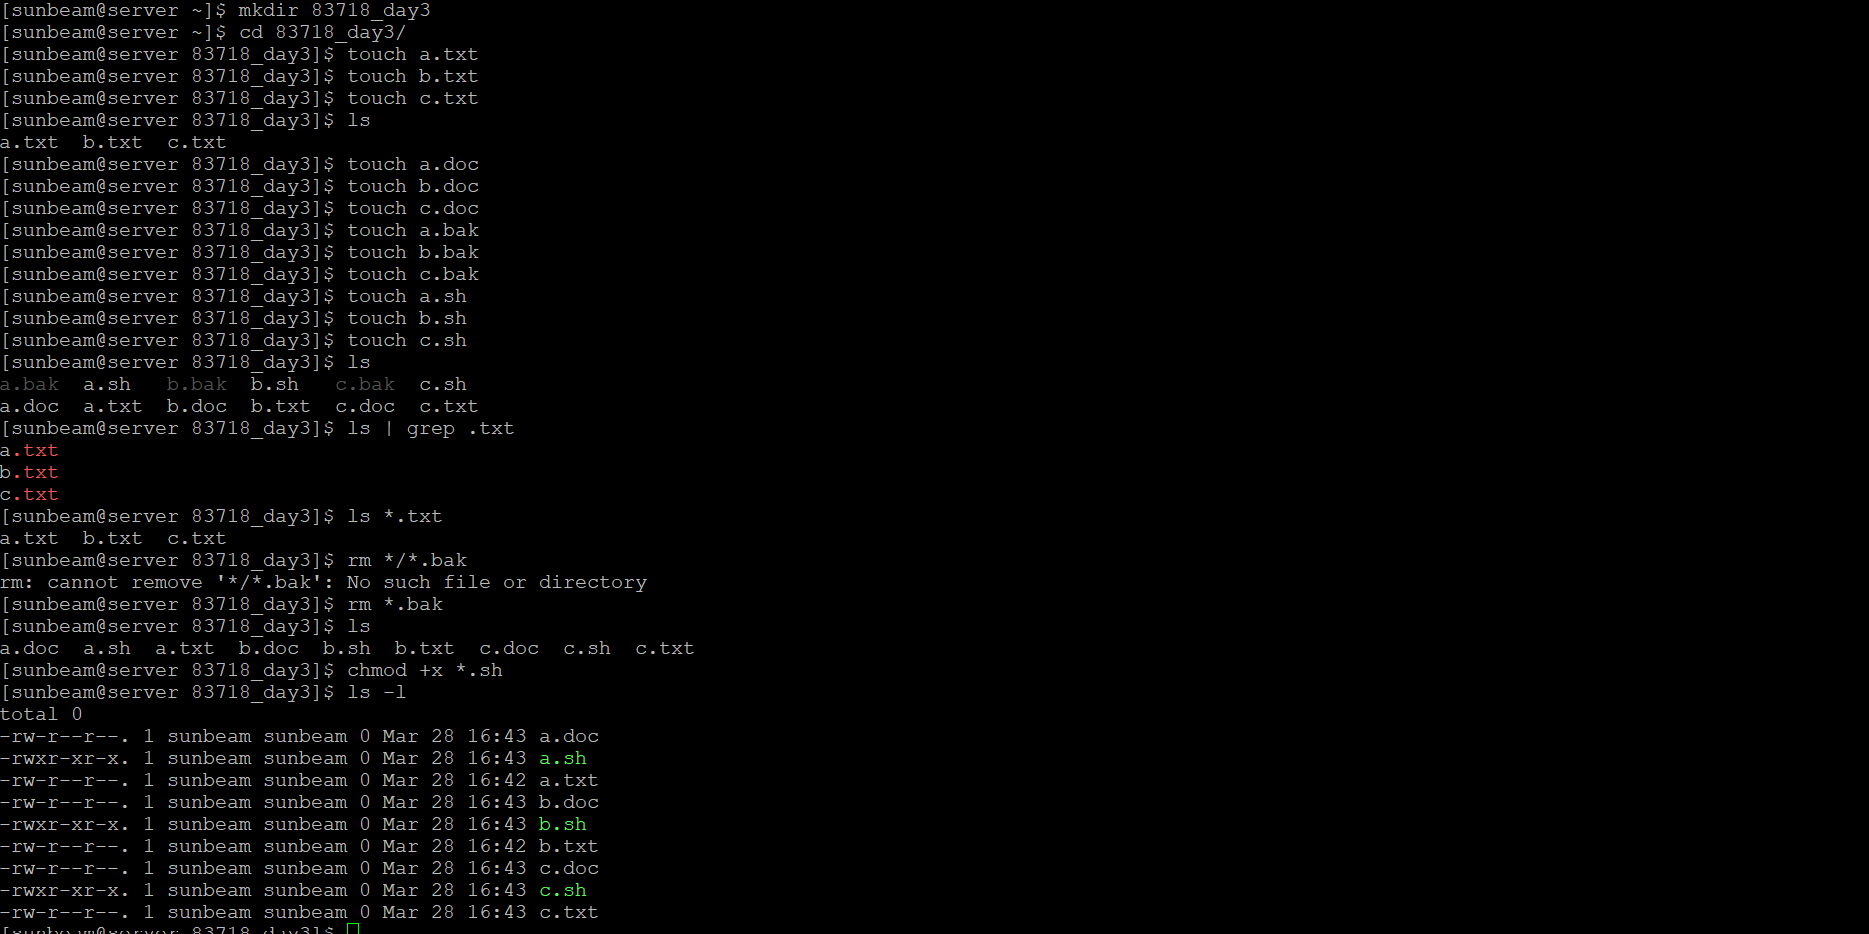 [sunbeam@server ~]$ mkdir 83718_day3
[sunbeam@server ~]$ cd 83718_day3/
[sunbeam@server 83718_day3]$ touch a.txt
[sunbeam@server 83718_day3]$ touch b.txt
[sunbeam@server 83718_day3]$ touch c.txt
[sunbeam@server 83718_day3]$ ls
a.txt  b.txt  c.txt
[sunbeam@server 83718_day3]$ touch a.doc
[sunbeam@server 83718_day3]$ touch b.doc
[sunbeam@server 83718_day3]$ touch c.doc
[sunbeam@server 83718_day3]$ touch a.bak
[sunbeam@server 83718_day3]$ touch b.bak
[sunbeam@server 83718_day3]$ touch c.bak
[sunbeam@server 83718_day3]$ touch a.sh
[sunbeam@server 83718_day3]$ touch b.sh
[sunbeam@server 83718_day3]$ touch c.sh
[sunbeam@server 83718_day3]$ ls
a.bak  a.sh   b.bak  b.sh   c.bak  c.sh
a.doc  a.txt  b.doc  b.txt  c.doc  c.txt
[sunbeam@server 83718_day3]$ ls | grep .txt
a.txt
b.txt
c.txt
[sunbeam@server 83718_day3]$ ls *.txt
a.txt  b.txt  c.txt
[sunbeam@server 83718_day3]$ rm */*.bak
rm: cannot remove '*/*.bak': No such file or directory
[sunbeam@server 83718_day3]$ rm *.bak
[sunbeam@server 83718_day3]$ ls
a.doc  a.sh  a.txt  b.doc  b.sh  b.txt  c.doc  c.sh  c.txt
[sunbeam@server 83718_day3]$ chmod +x *.sh
[sunbeam@server 83718_day3]$ ls -l
total 0
-rw-r--r--. 1 sunbeam sunbeam 0 Mar 28 16:43 a.doc
-rwxr-xr-x. 1 sunbeam sunbeam 0 Mar 28 16:43 a.sh
-rw-r--r--. 1 sunbeam sunbeam 0 Mar 28 16:42 a.txt
-rw-r--r--. 1 sunbeam sunbeam 0 Mar 28 16:43 b.doc
-rwxr-xr-x. 1 sunbeam sunbeam 0 Mar 28 16:43 b.sh
-rw-r--r--. 1 sunbeam sunbeam 0 Mar 28 16:42 b.txt
-rw-r--r--. 1 sunbeam sunbeam 0 Mar 28 16:43 c.doc
-rwxr-xr-x. 1 sunbeam sunbeam 0 Mar 28 16:43 c.sh
-rw-r--r--. 1 sunbeam sunbeam 0 Mar 28 16:43 c.txt
[sunbeam@server 83718_day3]$